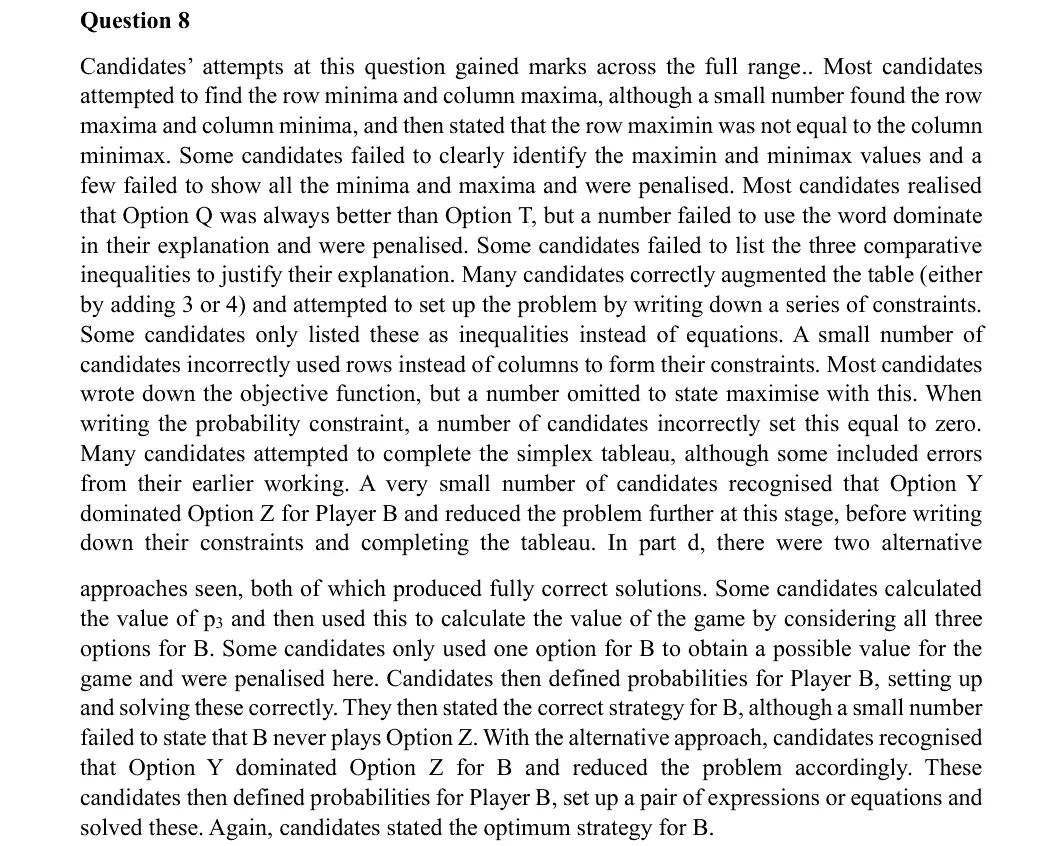 Question 8
Candidates’ attempts at this question gained marks across the full range.. Most candidates
attempted to find the row minima and column maxima, although a small number found the row
maxima and column minima, and then stated that the row maximin was not equal to the column
minimax. Some candidates failed to clearly identify the maximin and minimax values and a
few failed to show all the minima and maxima and were penalised. Most candidates realised
that Option Q was always better than Option T, but a number failed to use the word dominate
in their explanation and were penalised. Some candidates failed to list the three comparative
inequalities to justify their explanation. Many candidates correctly augmented the table (either
by adding 3 or 4) and attempted to set up the problem by writing down a series of constraints.
Some candidates only listed these as inequalities instead of equations. A small number of
candidates incorrectly used rows instead of columns to form their constraints. Most candidates
wrote down the objective function, but a number omitted to state maximise with this. When
writing the probability constraint, a number of candidates incorrectly set this equal to zero.
Many candidates attempted to complete the simplex tableau, although some included errors
from their earlier working. A very small number of candidates recognised that Option Y
dominated Option Z for Player B and reduced the problem further at this stage, before writing
down their constraints and completing the tableau. In part d, there were two alternative
approaches seen, both of which produced fully correct solutions. Some candidates calculated
the value of p₃ and then used this to calculate the value of the game by considering all three
options for B. Some candidates only used one option for B to obtain a possible value for the
game and were penalised here. Candidates then defined probabilities for Player B, setting up
and solving these correctly. They then stated the correct strategy for B, although a small number
failed to state that B never plays Option Z. With the alternative approach, candidates recognised
that Option Y dominated Option Z for B and reduced the problem accordingly. These
candidates then defined probabilities for Player B, set up a pair of expressions or equations and
solved these. Again, candidates stated the optimum strategy for B.